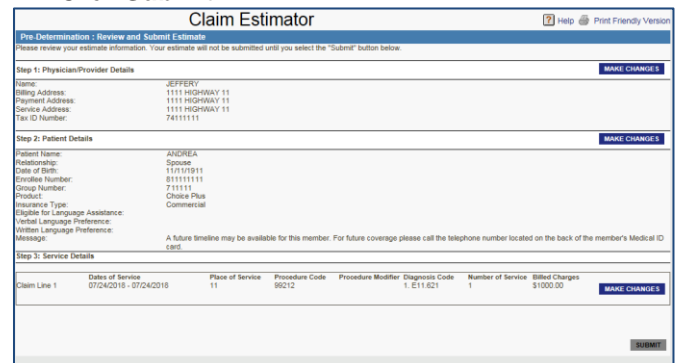 Claim Estimator
? Help Print Friendly Version
Pre-Determination : Review and Submit Estimate
Please review your estimate information. Your estimate will not be submitted until you select the "Submit" button below.
Step 1: Physician/Provider Details MAKE CHANGES
Name: JEFFERY
Billing Address: 1111 HIGHWAY 11
Payment Address: 1111 HIGHWAY 11
Service Address: 1111 HIGHWAY 11
Tax ID Number: 74111111
Step 2: Patient Details MAKE CHANGES
Patient Name: ANDREA
Relationship: Spouse
Date of Birth: 11/11/1911
Enrollee Number: 811111111
Group Number: 711111
Product: Choice Plus
Insurance Type: Commercial
Eligible for Language Assistance:
Verbal Language Preference:
Written Language Preference:
Message: A future timeline may be available for this member. For future coverage please call the telephone number located on the back of the member's Medical ID
card.
Step 3: Service Details
Dates of Service Place of Service Procedure Code Procedure Modifier Diagnosis Code Number of Service Billed Charges
Claim Line 1 07/24/2018 - 07/24/2018 11 99212 1. E11.621 1 $1000.00 MAKE CHANGES
SUBMIT